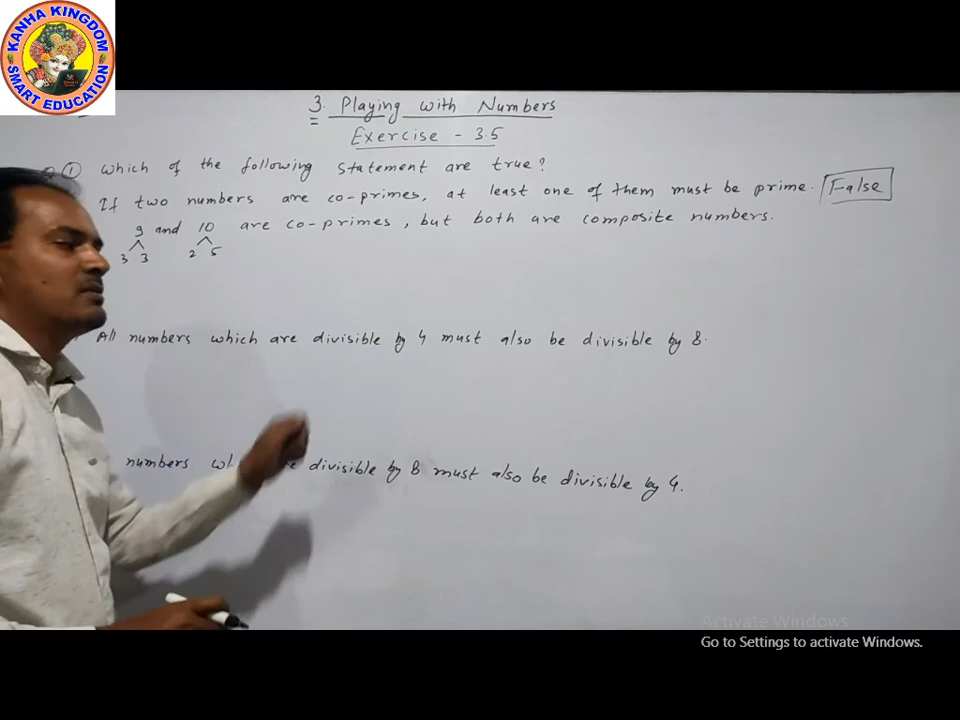 KANHA KINGDOM
SMART EDUCATION
3. Playing with Numbers
Exercise - 3.5
① Which of the following statement are true?
If two numbers are co-primes, at least one of them must be prime. False
9 and 10 are co-primes, but both are composite numbers.
3 3 2 5
All numbers which are divisible by 4 must also be divisible by 8.
numbers divisible by 8 must also be divisible by 4.
Activate Windows
Go to Settings to activate Windows.